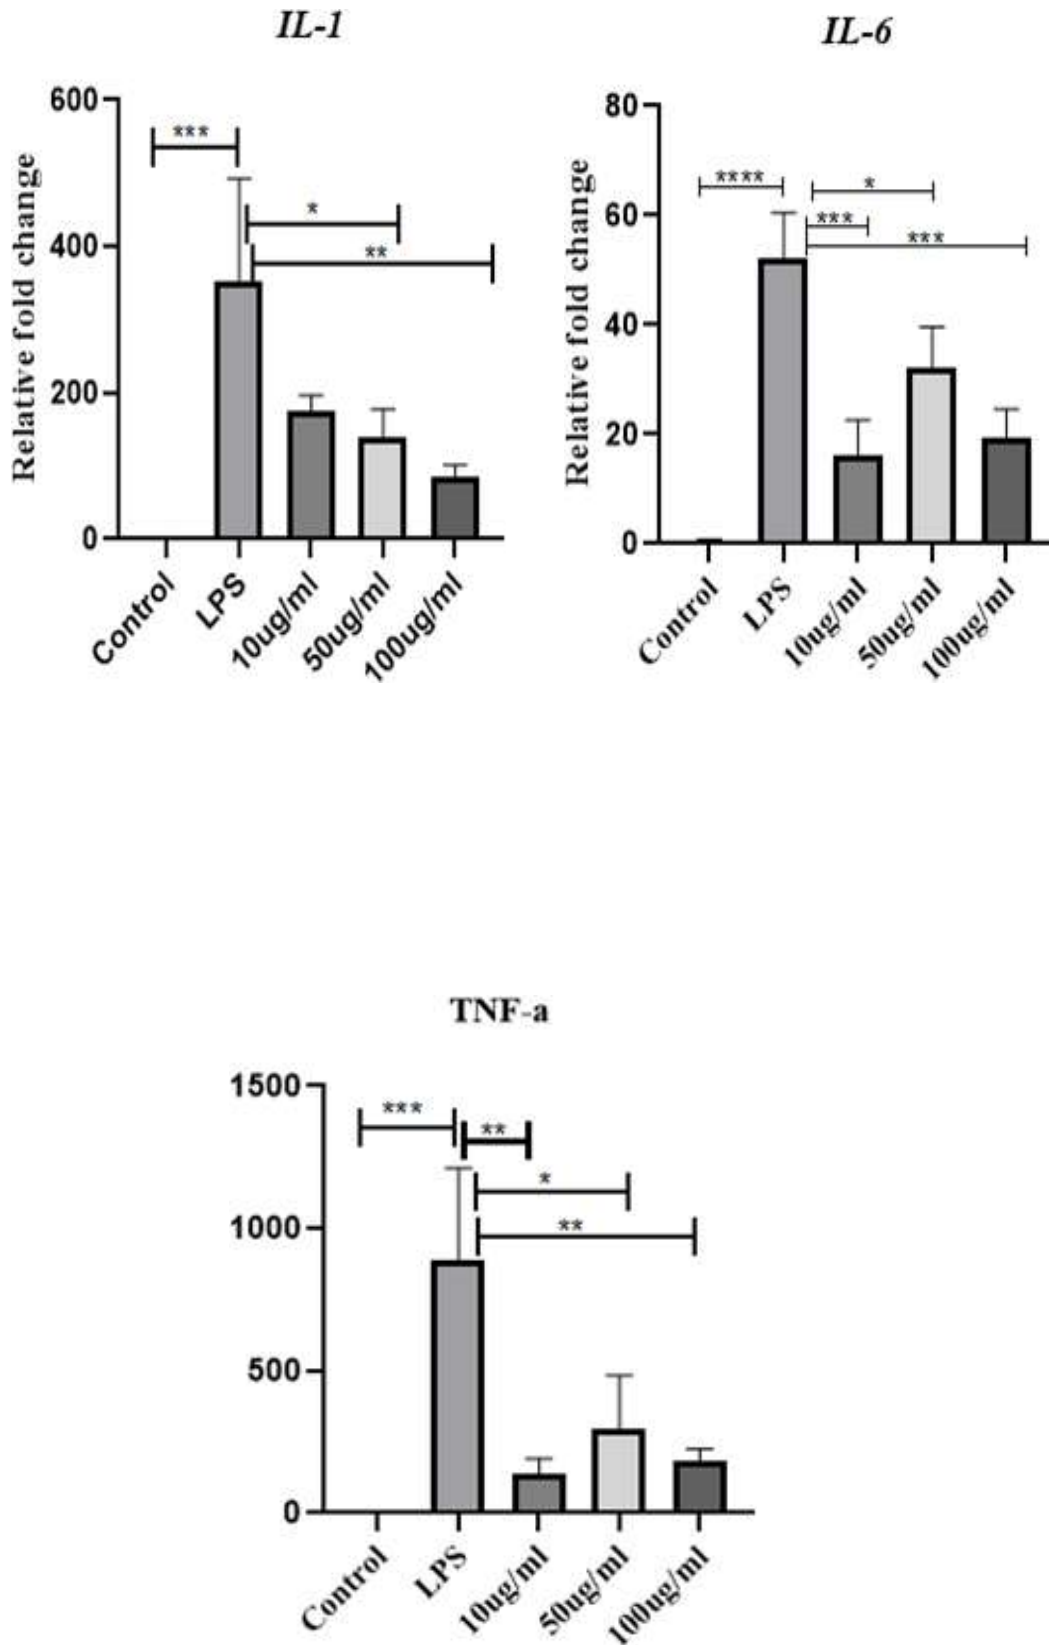 IL-1
Relative fold change
600
400
200
0
***
*
**
Control
LPS
10ug/ml
50ug/ml
100ug/ml
IL-6
Relative fold change
80
60
40
20
0
****
*
***
***
Control
LPS
10ug/ml
50ug/ml
100ug/ml
TNF-a
1500
1000
500
0
***
**
*
**
Control
LPS
10ug/ml
50ug/ml
100ug/ml